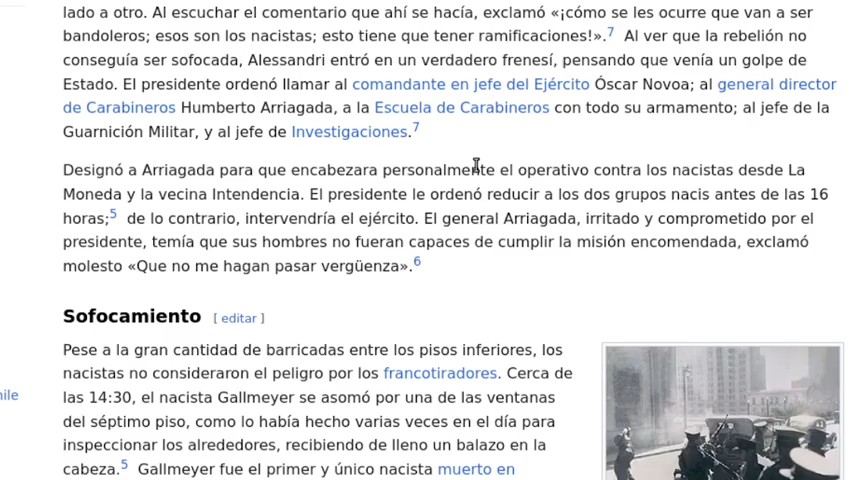 lado a otro. Al escuchar el comentario que ahí se hacía, exclamó «¡cómo se les ocurre que van a ser
bandoleros; esos son los nacistas; esto tiene que tener ramificaciones!».7 Al ver que la rebelión no
conseguía ser sofocada, Alessandri entró en un verdadero frenesí, pensando que venía un golpe de
Estado. El presidente ordenó llamar al comandante en jefe del Ejército Óscar Novoa; al general director
de Carabineros Humberto Arriagada, a la Escuela de Carabineros con todo su armamento; al jefe de la
Guarnición Militar, y al jefe de Investigaciones.7
Designó a Arriagada para que encabezara personalmente el operativo contra los nacistas desde La
Moneda y la vecina Intendencia. El presidente le ordenó reducir a los dos grupos nacis antes de las 16
horas;5 de lo contrario, intervendría el ejército. El general Arriagada, irritado y comprometido por el
presidente, temía que sus hombres no fueran capaces de cumplir la misión encomendada, exclamó
molesto «Que no me hagan pasar vergüenza».6
Sofocamiento [ editar ]
Pese a la gran cantidad de barricadas entre los pisos inferiores, los
nacistas no consideraron el peligro por los francotiradores. Cerca de
hile
las 14:30, el nacista Gallmeyer se asomó por una de las ventanas
del séptimo piso, como lo había hecho varias veces en el día para
inspeccionar los alrededores, recibiendo de lleno un balazo en la
cabeza.5 Gallmeyer fue el primer y único nacista muerto en